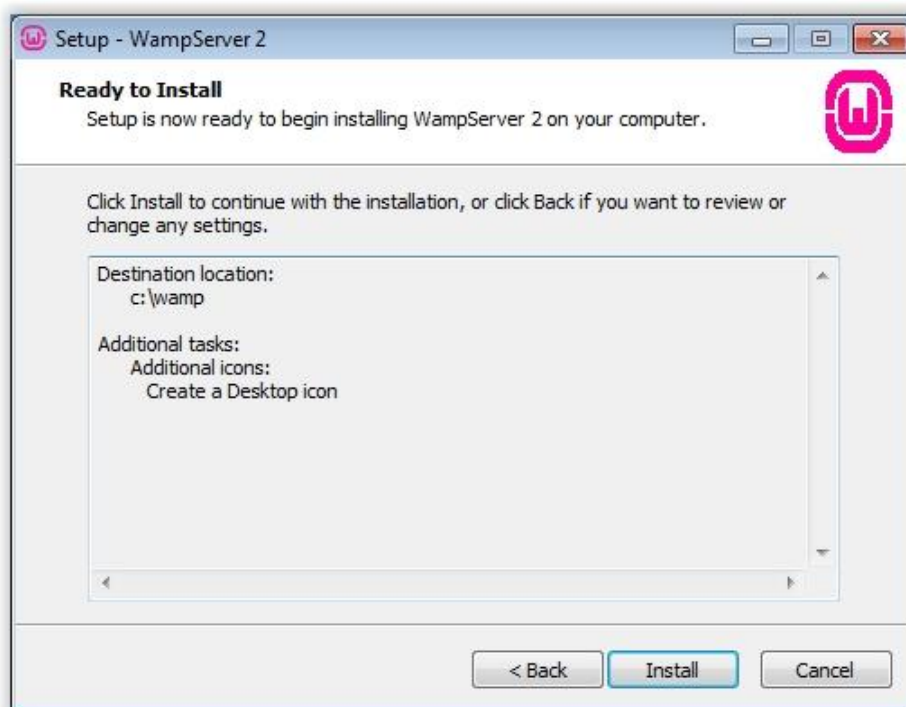 Setup - WampServer 2
Ready to Install
Setup is now ready to begin installing WampServer 2 on your computer.
Click Install to continue with the installation, or click Back if you want to review or
change any settings.
Destination location:
c:\wamp
Additional tasks:
Additional icons:
Create a Desktop icon
< Back
Install
Cancel